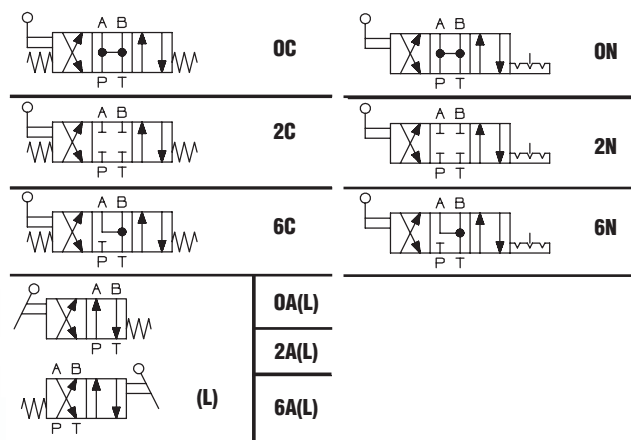 A B
0C
P T
A B
0N
P T
A B
2C
P T
A B
2N
P T
A B
6C
P T
A B
6N
P T
A B
P T
0A(L)
2A(L)
A B
P T
(L)
6A(L)